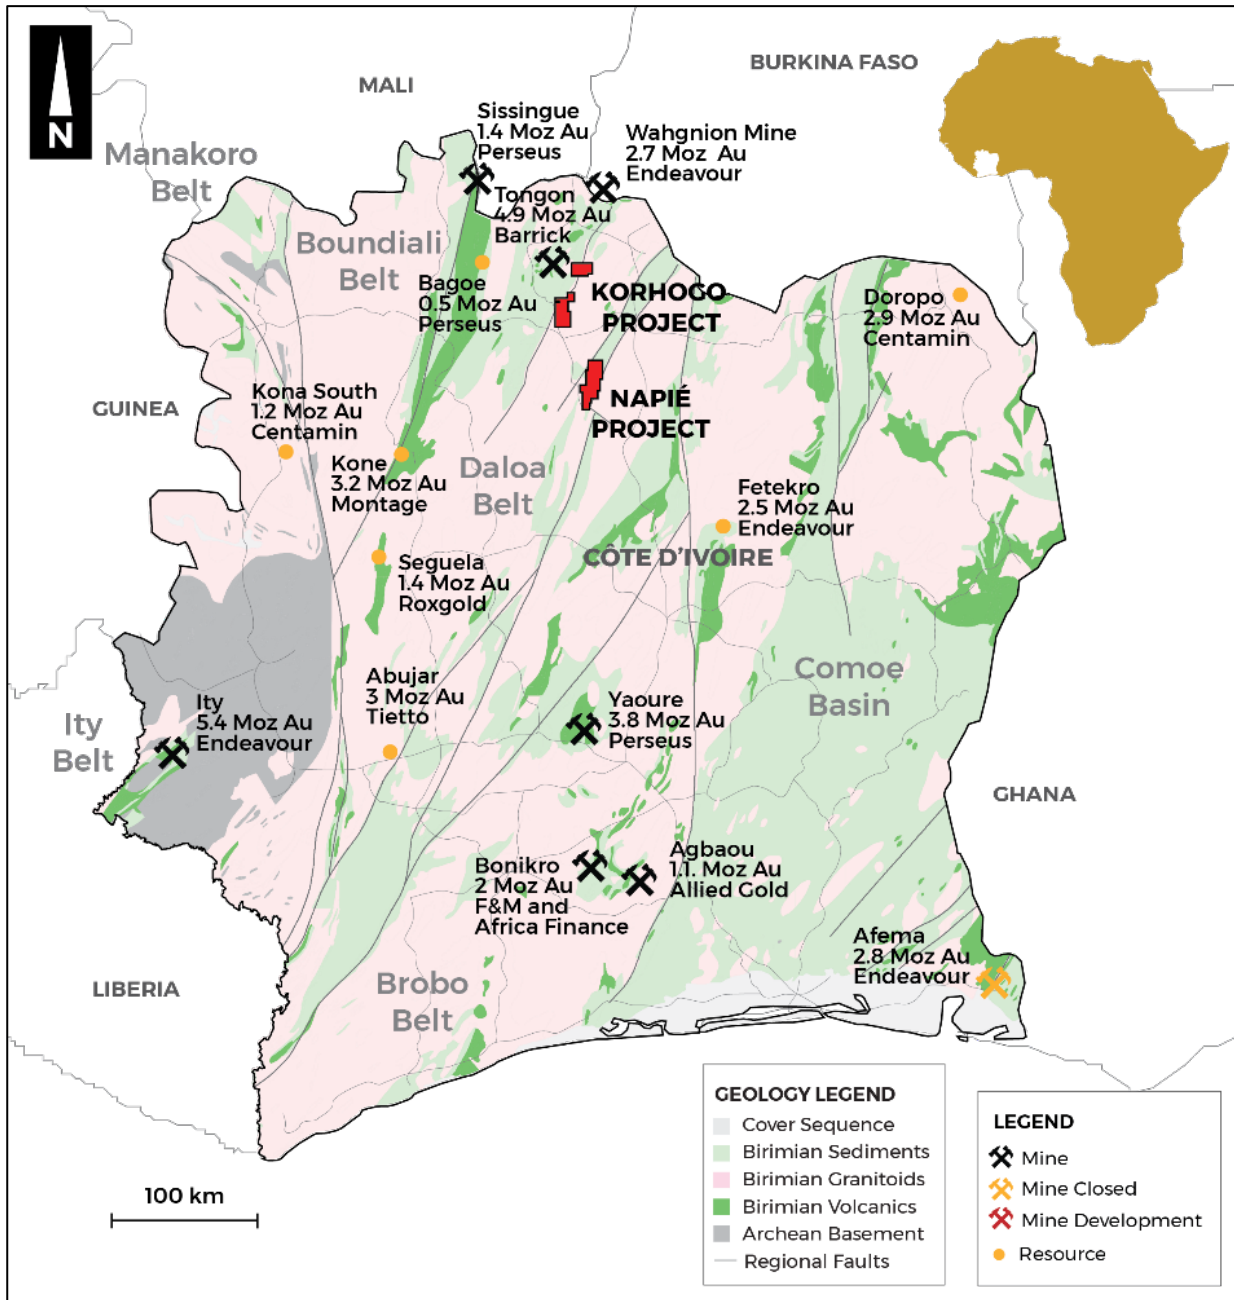 N
MALI
BURKINA FASO
Manakoro
Belt
Sissingue
1.4 Moz Au
Perseus
Wahgnion Mine
2.7 Moz Au
Endeavour
Tongon
4.9 Moz Au
Barrick
Boundiali
Belt
Bagoe
0.5 Moz Au
Perseus
KORHOGO
PROJECT
Doropo
2.9 Moz Au
Centamin
GUINEA
Kona South
1.2 Moz Au
Centamin
NAPIÉ
PROJECT
Kone
3.2 Moz Au
Montage
Daloa
Belt
Fetekro
2.5 Moz Au
Endeavour
CÔTE D'IVOIRE
Seguela
1.4 Moz Au
Roxgold
Comoe
Basin
Abujar
3 Moz Au
Tietto
Ity
Belt
Ity
5.4 Moz Au
Endeavour
Yaoure
3.8 Moz Au
Perseus
GHANA
Bonikro
2 Moz Au
F&M and
Africa Finance
Agbaou
1.1. Moz Au
Allied Gold
Afema
2.8 Moz Au
Endeavour
LIBERIA
Brobo
Belt
100 km
GEOLOGY LEGEND
Cover Sequence
Birimian Sediments
Birimian Granitoids
Birimian Volcanics
Archean Basement
Regional Faults
LEGEND
Mine
Mine Closed
Mine Development
Resource